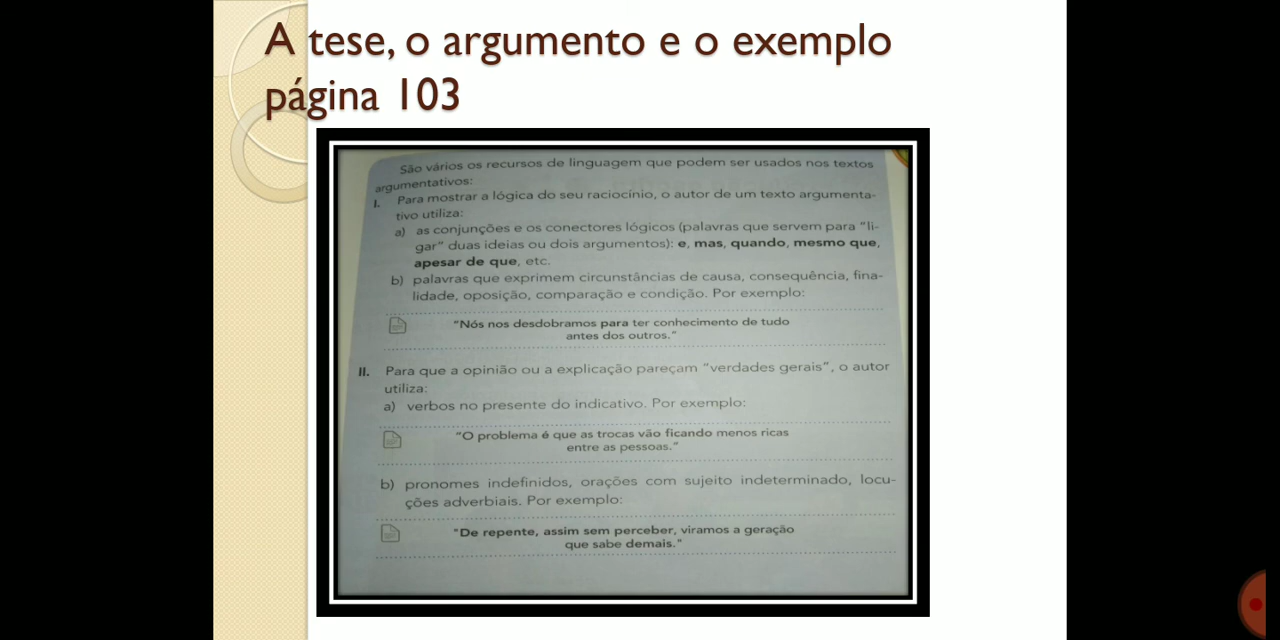 A tese, o argumento e o exemplo
página 103
São vários os recursos de linguagem que podem ser usados nos textos
argumentativos:
I. Para mostrar a lógica do seu raciocínio, o autor de um texto argumenta-
tivo utiliza:
a) as conjunções e os conectores lógicos (palavras que servem para “li-
gar” duas ideias ou dois argumentos): e, mas, quando, mesmo que,
apesar de que, etc.
b) palavras que exprimem circunstâncias de causa, consequência, fina-
lidade, oposição, comparação e condição. Por exemplo:
“Nós nos desdobramos para ter conhecimento de tudo
antes dos outros.”
II. Para que a opinião ou a explicação pareçam “verdades gerais”, o autor
utiliza:
a) verbos no presente do indicativo. Por exemplo:
“O problema é que as trocas vão ficando menos ricas
entre as pessoas.”
b) pronomes indefinidos, orações com sujeito indeterminado, locu-
ções adverbiais. Por exemplo:
“De repente, assim sem perceber, viramos a geração
que sabe demais.”